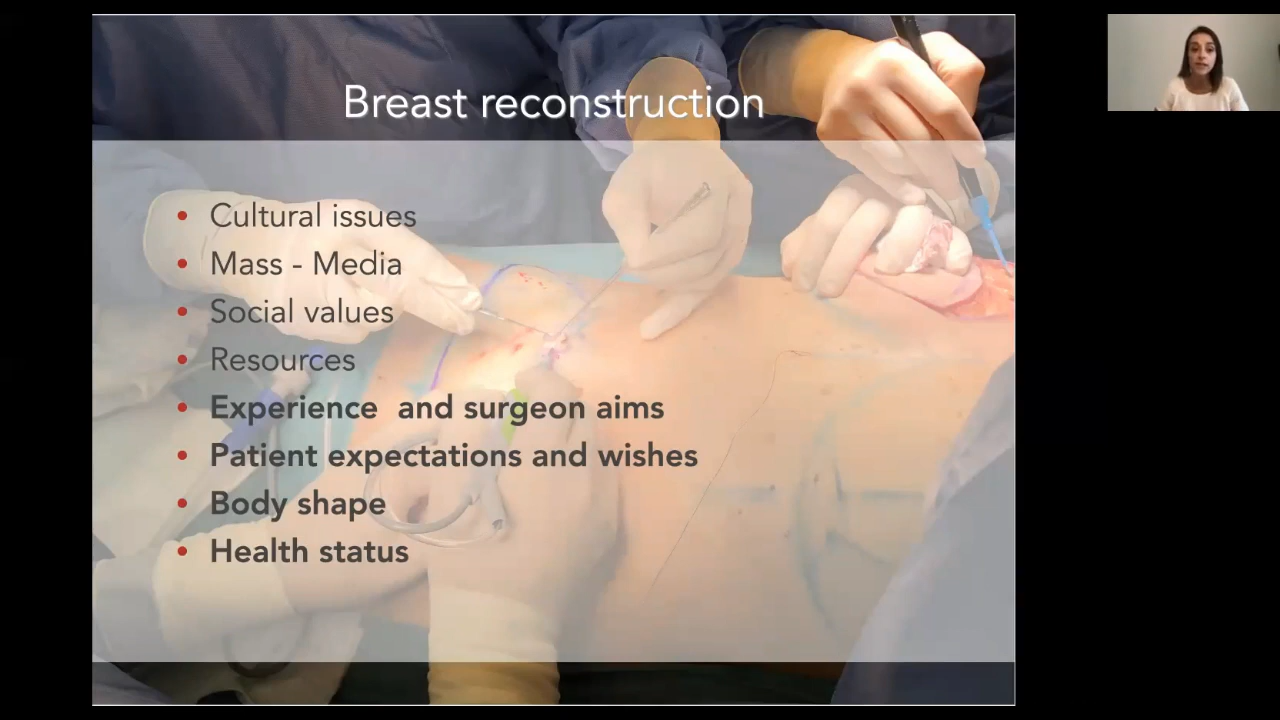 Breast reconstruction
• Cultural issues
• Mass - Media
• Social values
• Resources
• Experience  and surgeon aims
• Patient expectations and wishes
• Body shape
• Health status